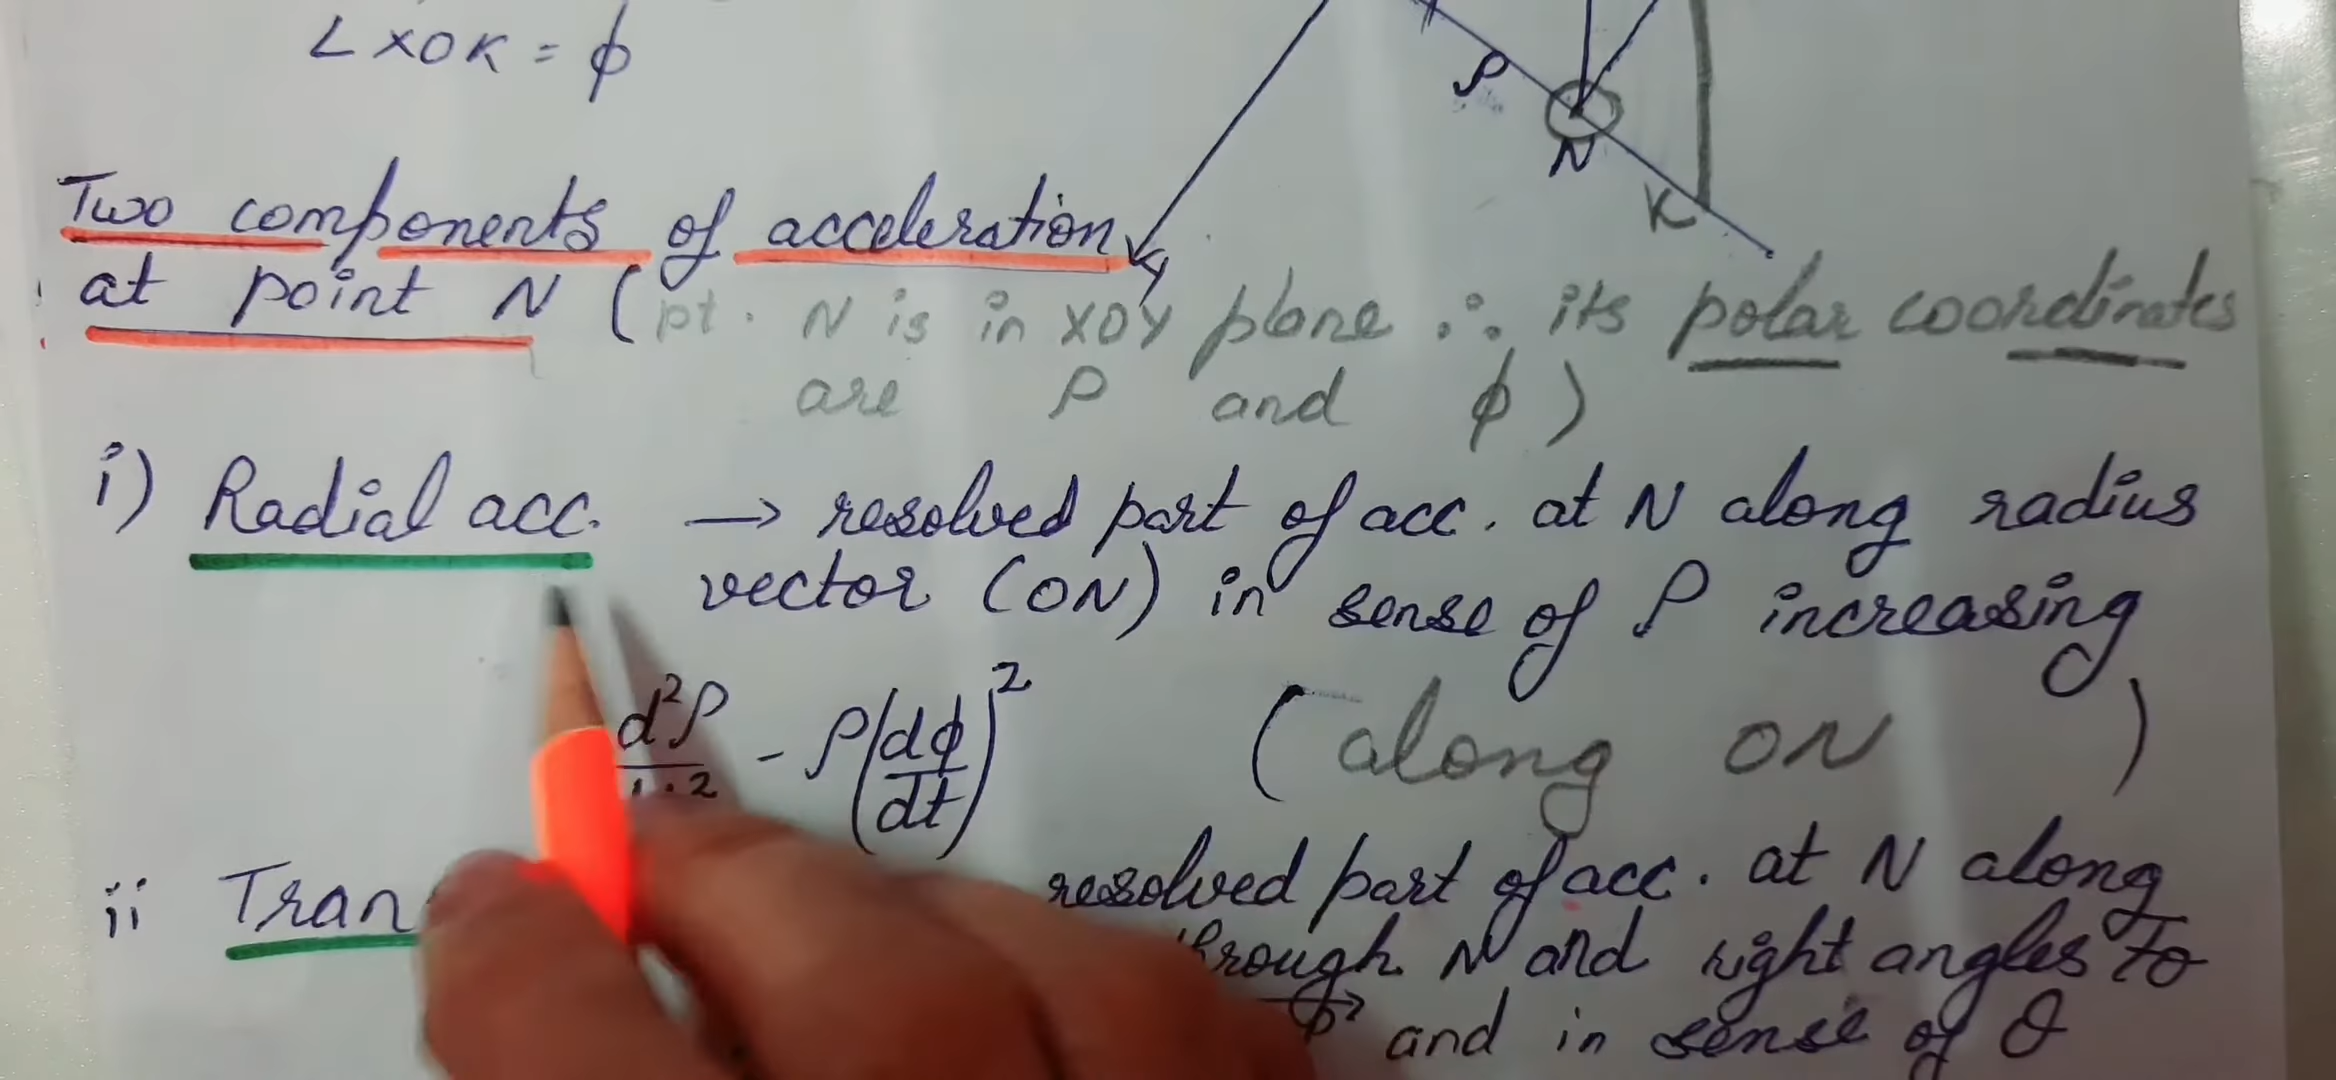 ∠XOK = ϕ
ρ
N
K
Y
Two components of acceleration
at point N (pt. N is in XOY plane ∴ its polar coordinates
are ρ and ϕ)
i) Radial acc. → resolved part of acc. at N along radius
vector (ON) in sense of ρ increasing
d²ρ - ρ(dϕ/dt)² (along ON)
ii Tran resolved part of acc. at N along
through N and right angles to
and in sense of θ